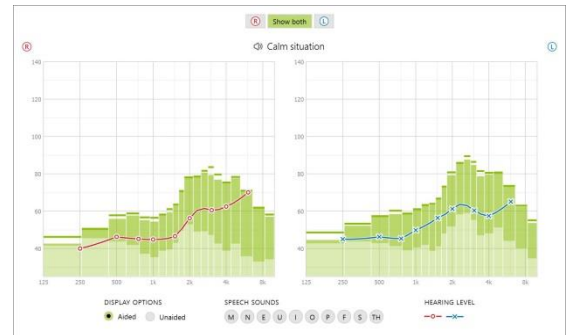 R Show both L
R Calm situation L
140 140
120 120
100 100
80 80
60 60
40 40
125 250 500 1k 2k 4k 8k 125 250 500 1k 2k 4k 8k
DISPLAY OPTIONS SPEECH SOUNDS HEARING LEVEL
Aided Unaided M N E U I O P F S TH